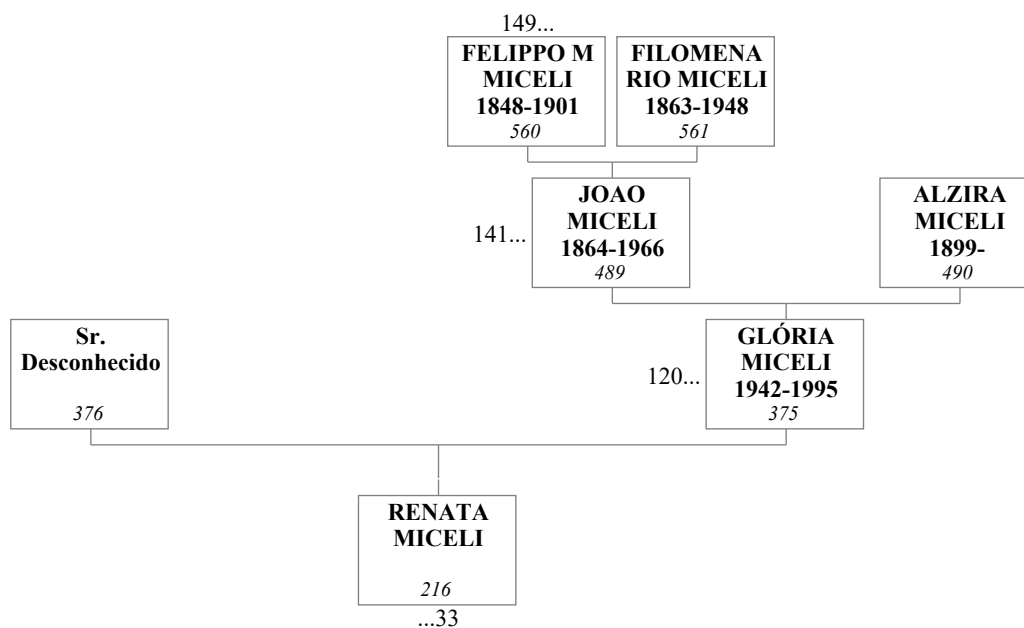 149...
FELIPPO M
MICELI
1848-1901
560
FILOMENA
RIO MICELI
1863-1948
561
141...
JOAO
MICELI
1864-1966
489
ALZIRA
MICELI
1899-
490
Sr.
Desconhecido
376
120...
GLÓRIA
MICELI
1942-1995
375
RENATA
MICELI
216
...33